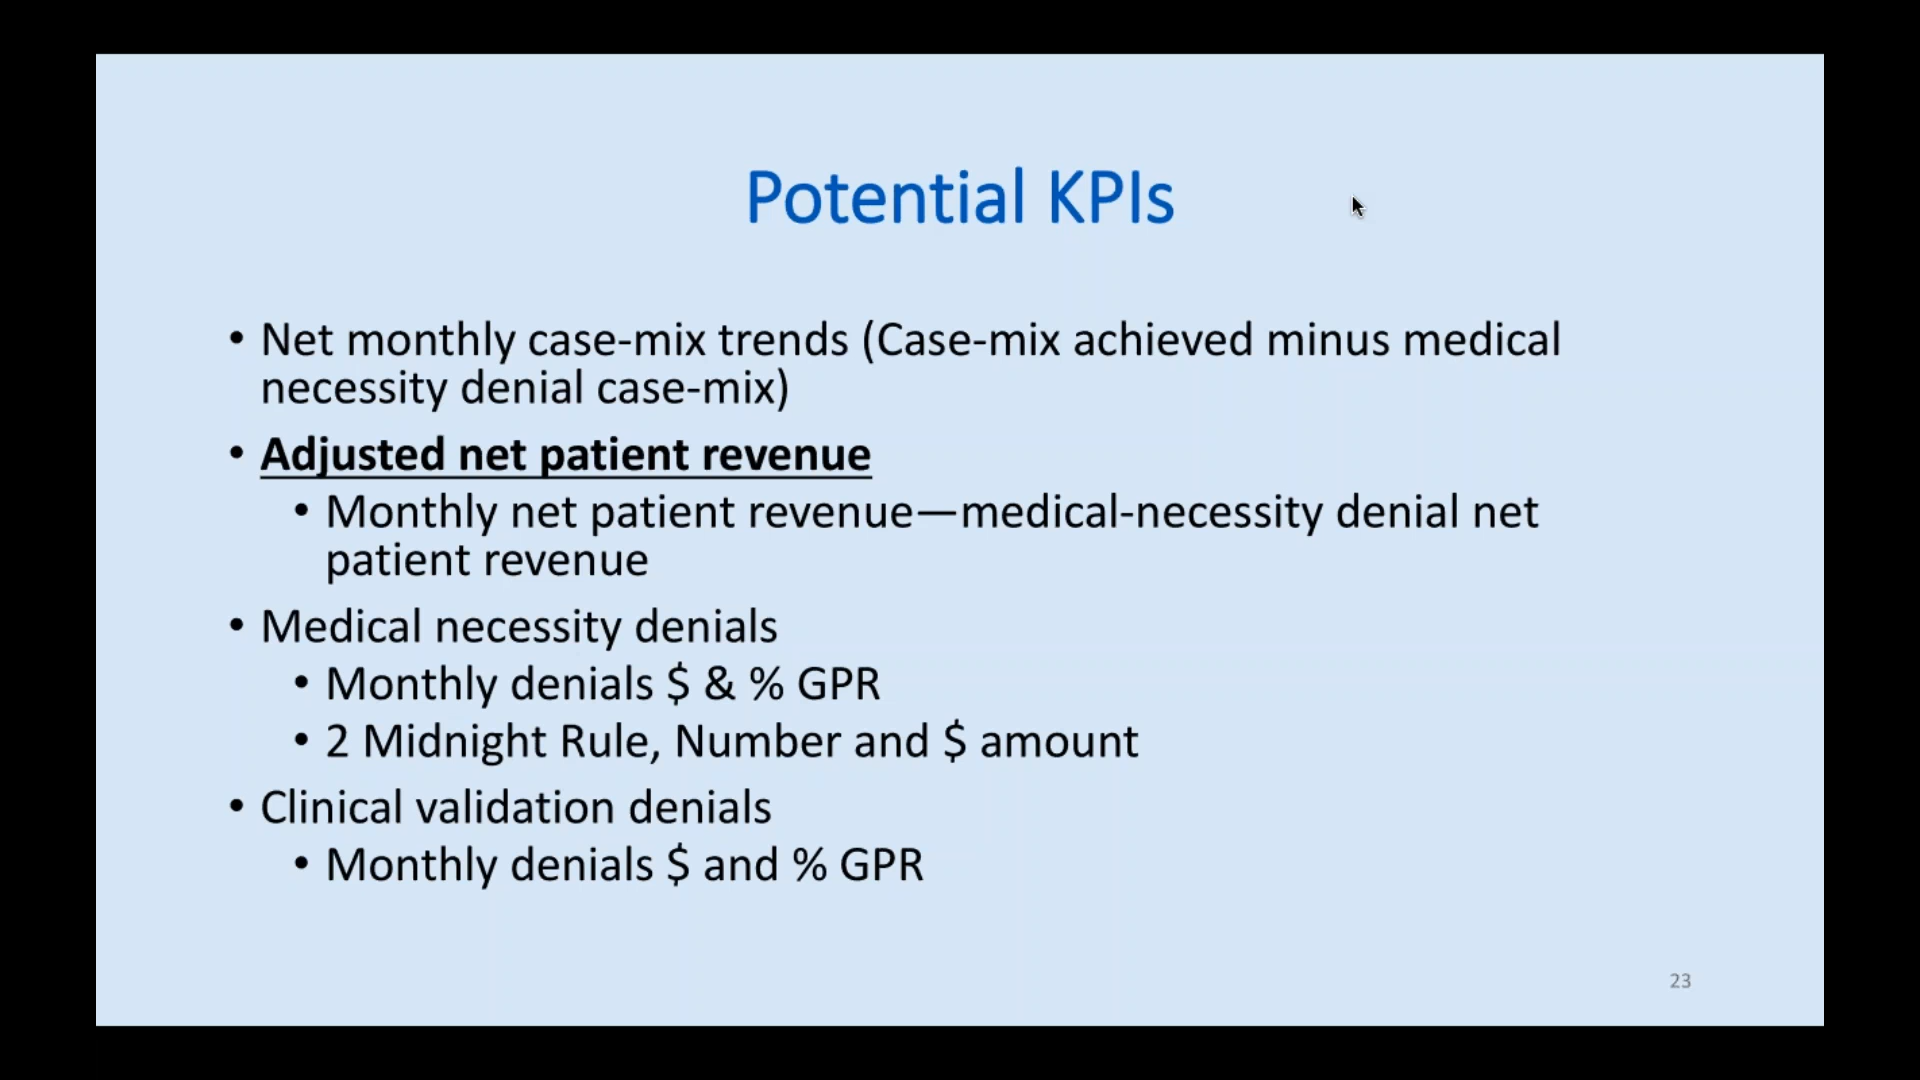 Potential KPIs
• Net monthly case-mix trends (Case-mix achieved minus medical
necessity denial case-mix)
• Adjusted net patient revenue
• Monthly net patient revenue—medical-necessity denial net
patient revenue
• Medical necessity denials
• Monthly denials $ & % GPR
• 2 Midnight Rule, Number and $ amount
• Clinical validation denials
• Monthly denials $ and % GPR
23